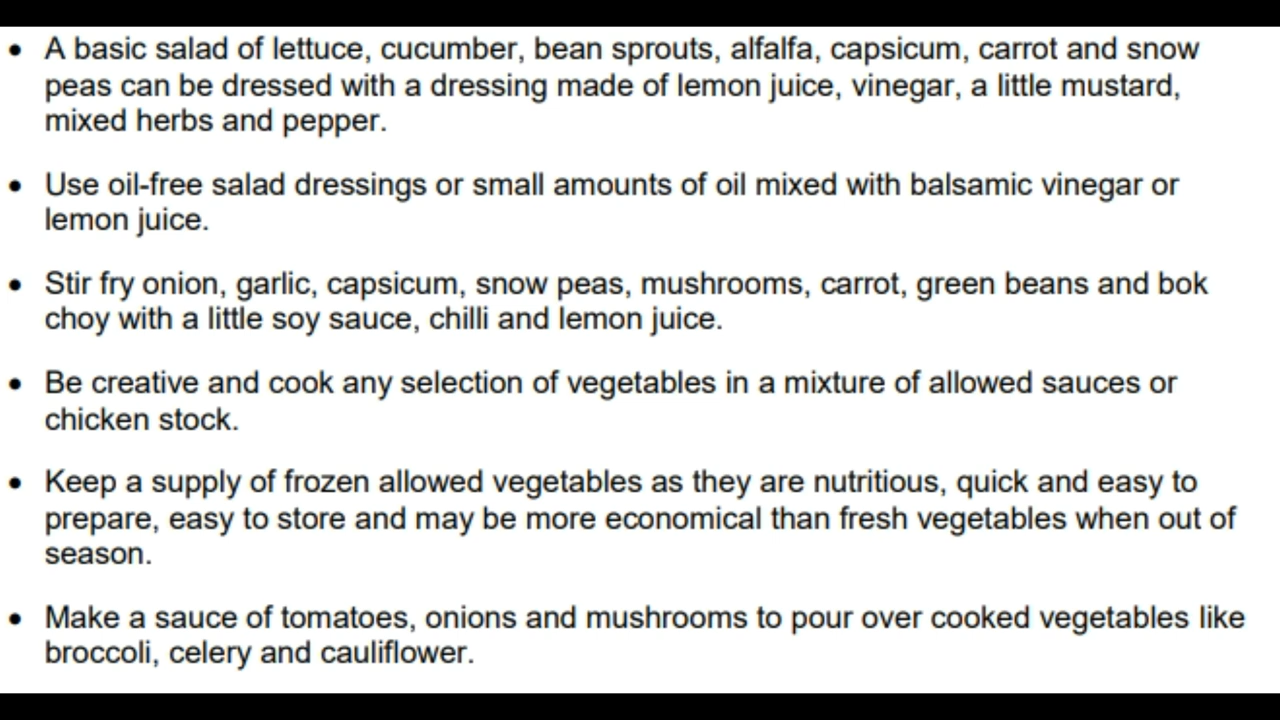 • A basic salad of lettuce, cucumber, bean sprouts, alfalfa, capsicum, carrot and snow
peas can be dressed with a dressing made of lemon juice, vinegar, a little mustard,
mixed herbs and pepper.
• Use oil-free salad dressings or small amounts of oil mixed with balsamic vinegar or
lemon juice.
• Stir fry onion, garlic, capsicum, snow peas, mushrooms, carrot, green beans and bok
choy with a little soy sauce, chilli and lemon juice.
• Be creative and cook any selection of vegetables in a mixture of allowed sauces or
chicken stock.
• Keep a supply of frozen allowed vegetables as they are nutritious, quick and easy to
prepare, easy to store and may be more economical than fresh vegetables when out of
season.
• Make a sauce of tomatoes, onions and mushrooms to pour over cooked vegetables like
broccoli, celery and cauliflower.